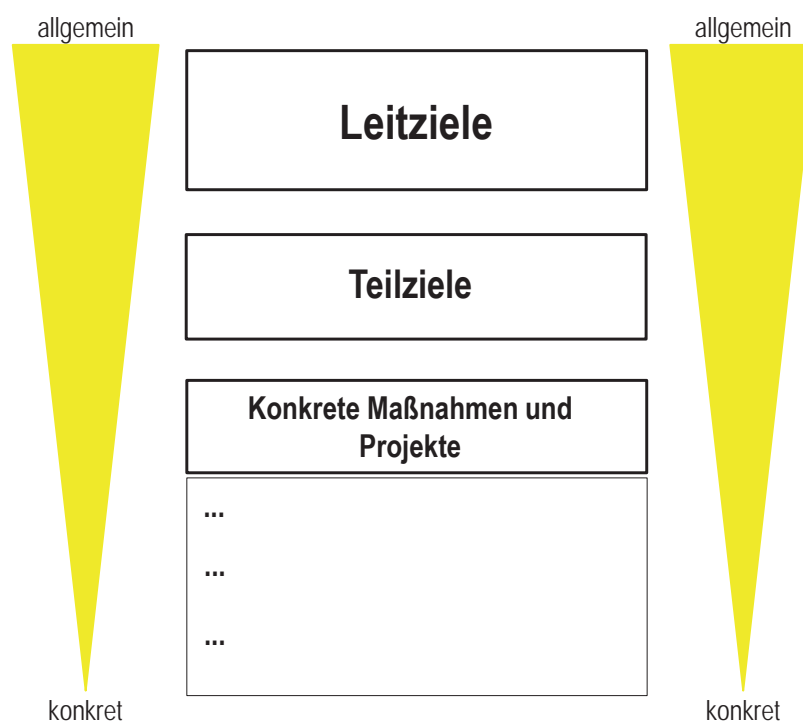 allgemein
allgemein
Leitziele
Teilziele
Konkrete Maßnahmen und
Projekte
...
...
...
konkret
konkret